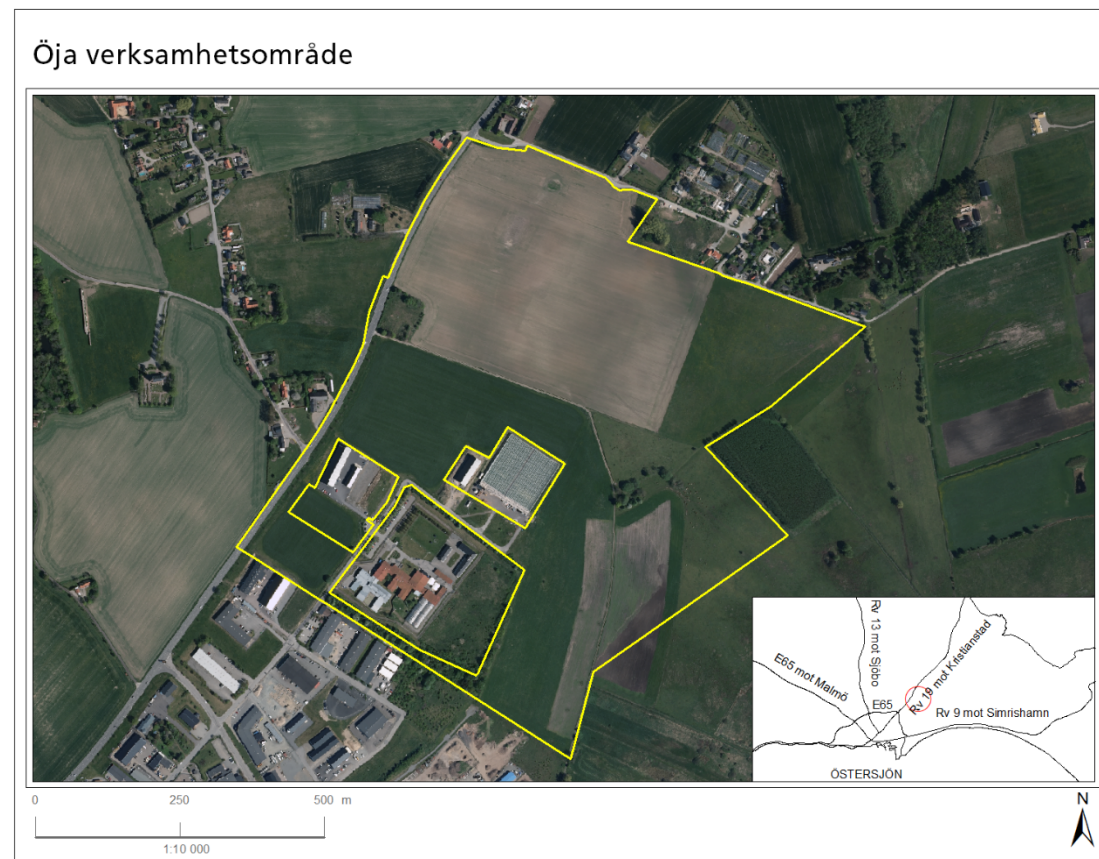 Öja verksamhetsområde
Rv 13 mot Sjöbo
Rv 19 mot Kristianstad
E65 mot Malmö
E65
Rv 9 mot Simrishamn
ÖSTERSJÖN
0 250 500 m
1:10 000
N